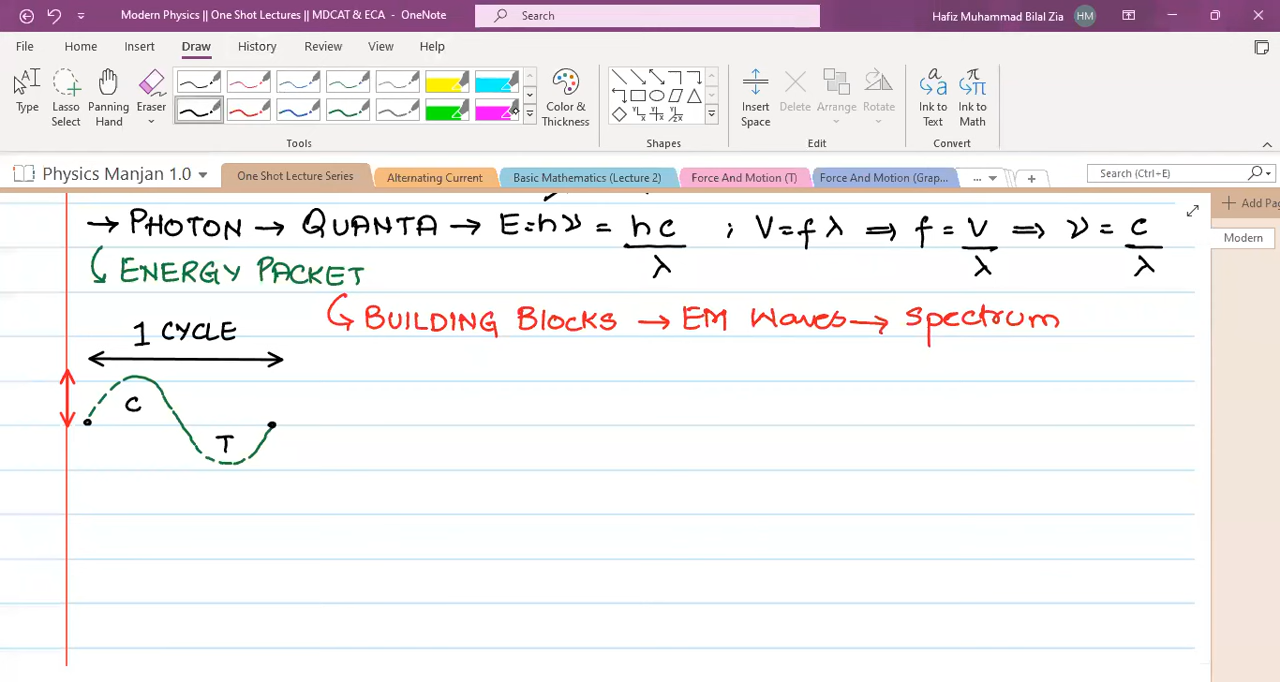 Modern Physics || One Shot Lectures || MDCAT & ECA - OneNote
Search
Hafiz Muhammad Bilal Zia HM
File Home Insert Draw History Review View Help
Type Lasso Select Panning Hand Eraser
Color & Thickness
Insert Space Delete Arrange Rotate
Ink to Text Ink to Math
Tools Shapes Edit Convert
Physics Manjan 1.0 One Shot Lecture Series Alternating Current Basic Mathematics (Lecture 2) Force And Motion (T) Force And Motion (Grap... ... + Search (Ctrl+E)
+ Add Pag
Modern
→ PHOTON → QUANTA → E=hν = hc/λ ; V=fλ ⇒ f = V/λ ⇒ ν = c/λ
ENERGY PACKET
BUILDING Blocks → EM Waves → Spectrum
1 CYCLE
C
T